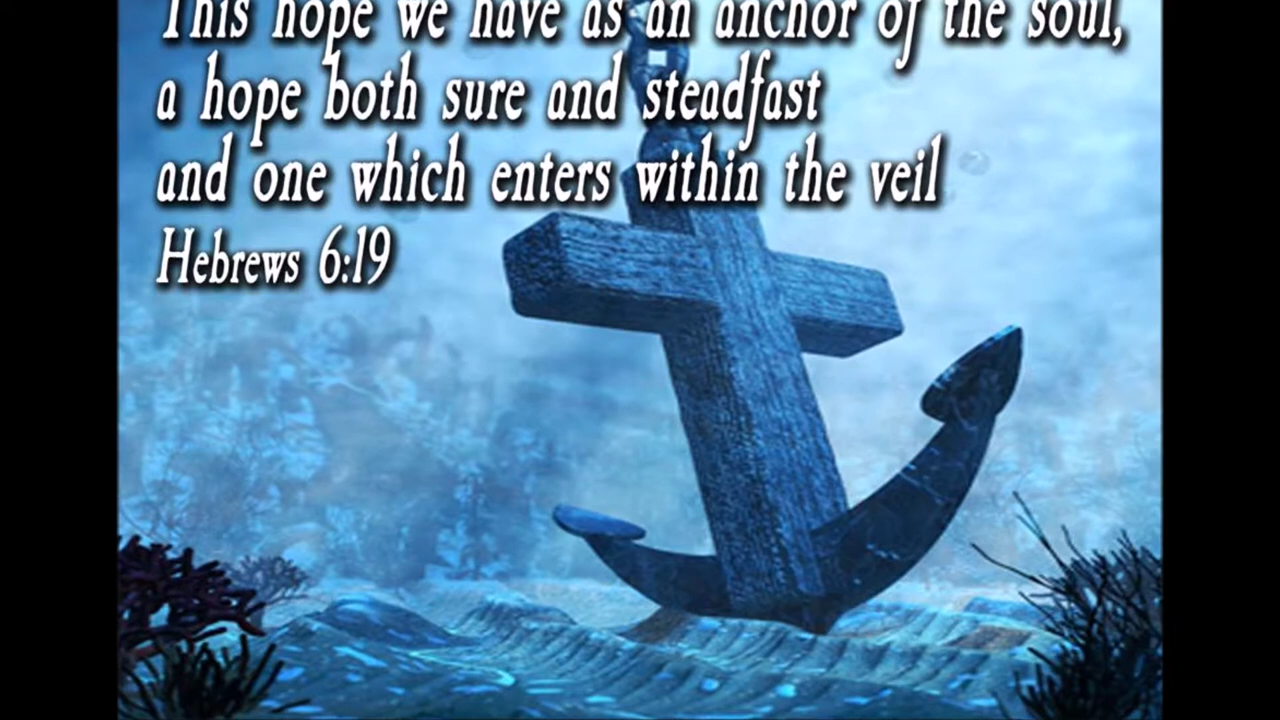 This hope we have as an anchor of the soul,
a hope both sure and steadfast
and one which enters within the veil
Hebrews 6:19